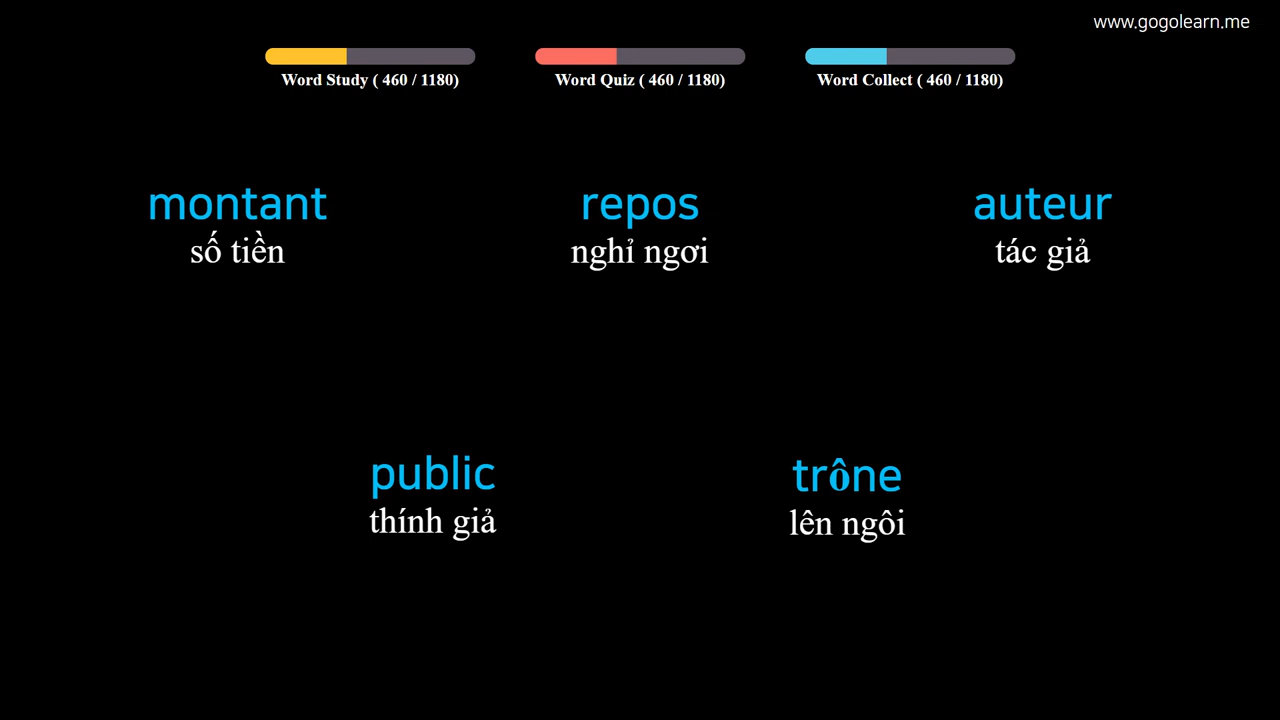 www.gogolearn.me
Word Study ( 460 / 1180)
Word Quiz ( 460 / 1180)
Word Collect ( 460 / 1180)
montant
số tiền
repos
nghỉ ngơi
auteur
tác giả
public
thính giả
trône
lên ngôi